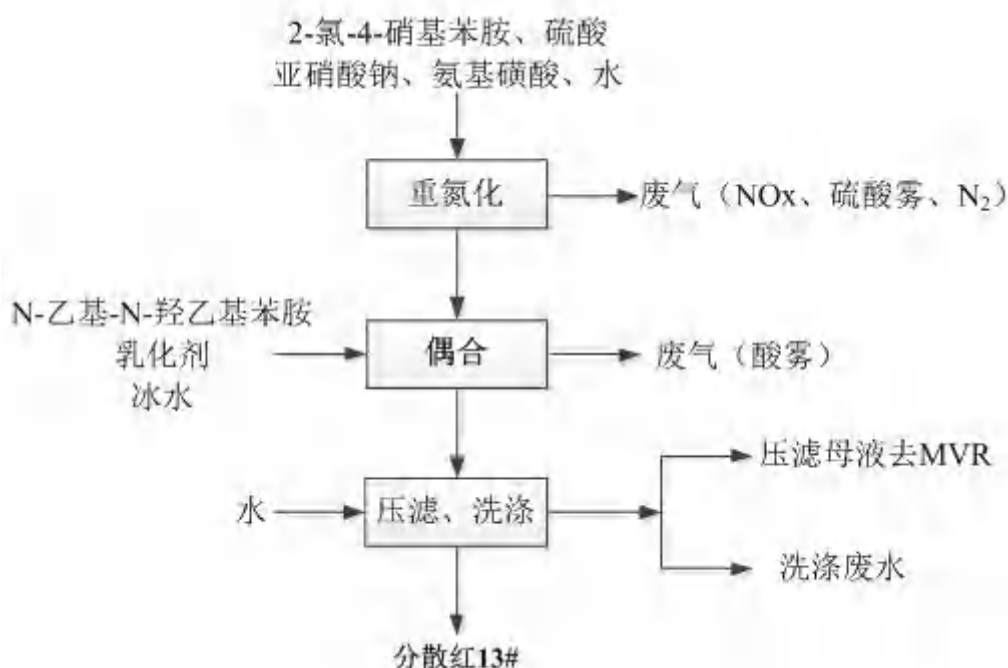 2-氯-4-硝基苯胺、硫酸
亚硝酸钠、氨基磺酸、水
重氮化
废气（NOx、硫酸雾、N₂）
N-乙基-N-羟乙基苯胺
乳化剂
冰水
偶合
废气（酸雾）
压滤母液去MVR
水
压滤、洗涤
洗涤废水
分散红13#